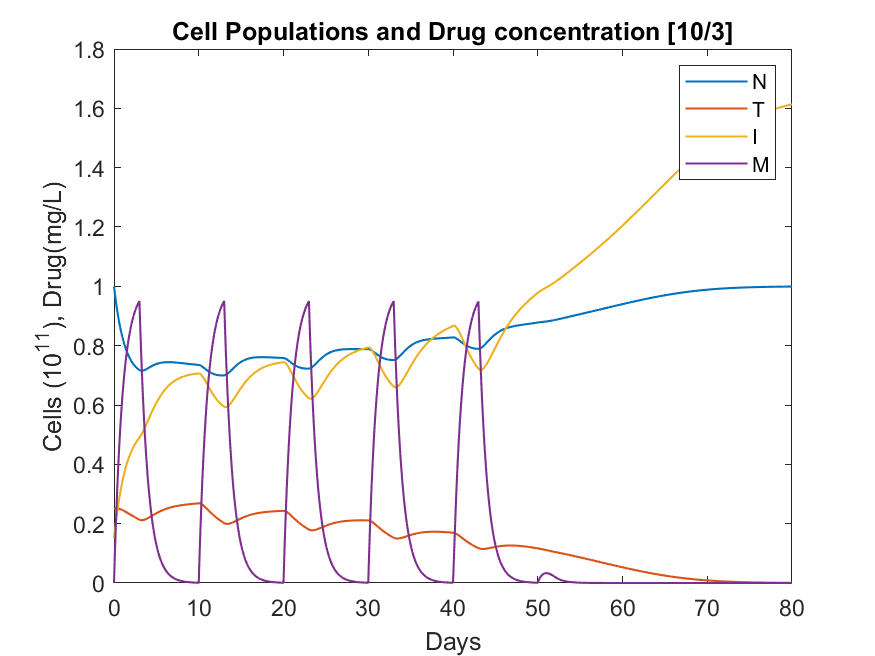 Cell Populations and Drug concentration [10/3]
1.8
1.6
1.4
1.2
1
0.8
0.6
0.4
0.2
0
Cells (10^11), Drug(mg/L)
N
T
I
M
0 10 20 30 40 50 60 70 80
Days